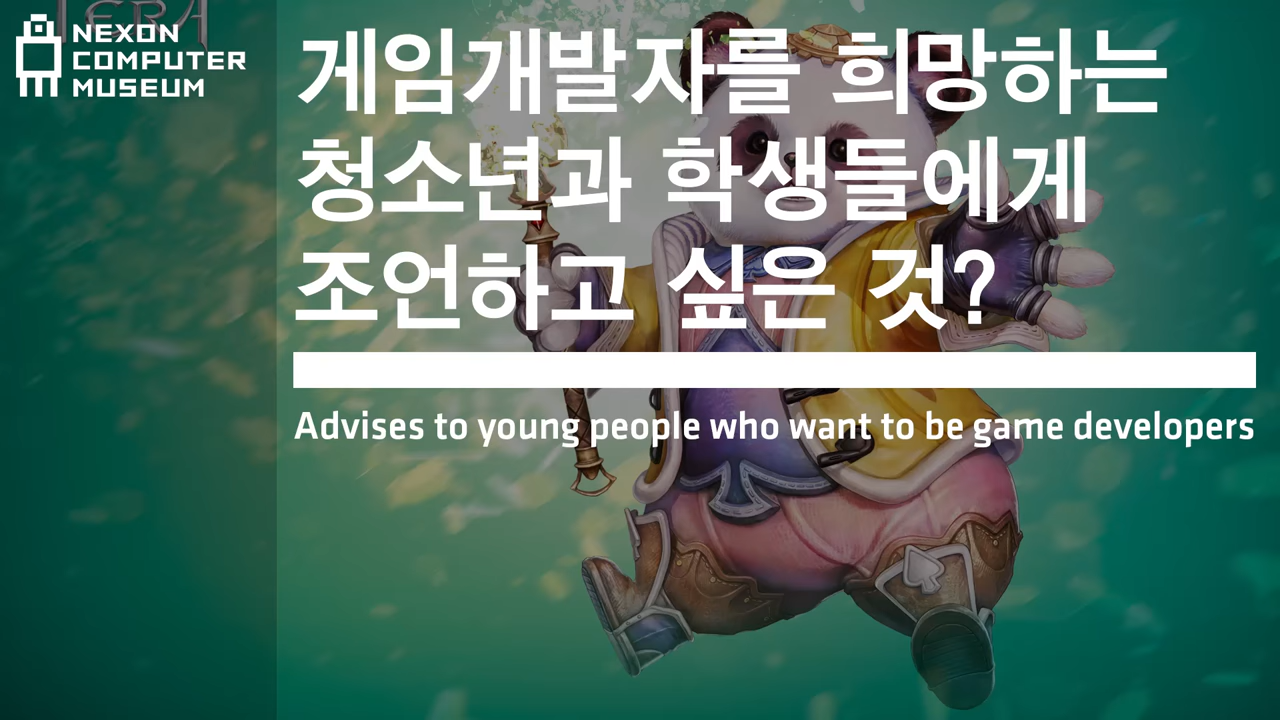 TERA
NEXON
COMPUTER
MUSEUM
게임개발자를 희망하는
청소년과 학생들에게
조언하고 싶은 것?
Advises to young people who want to be game developers